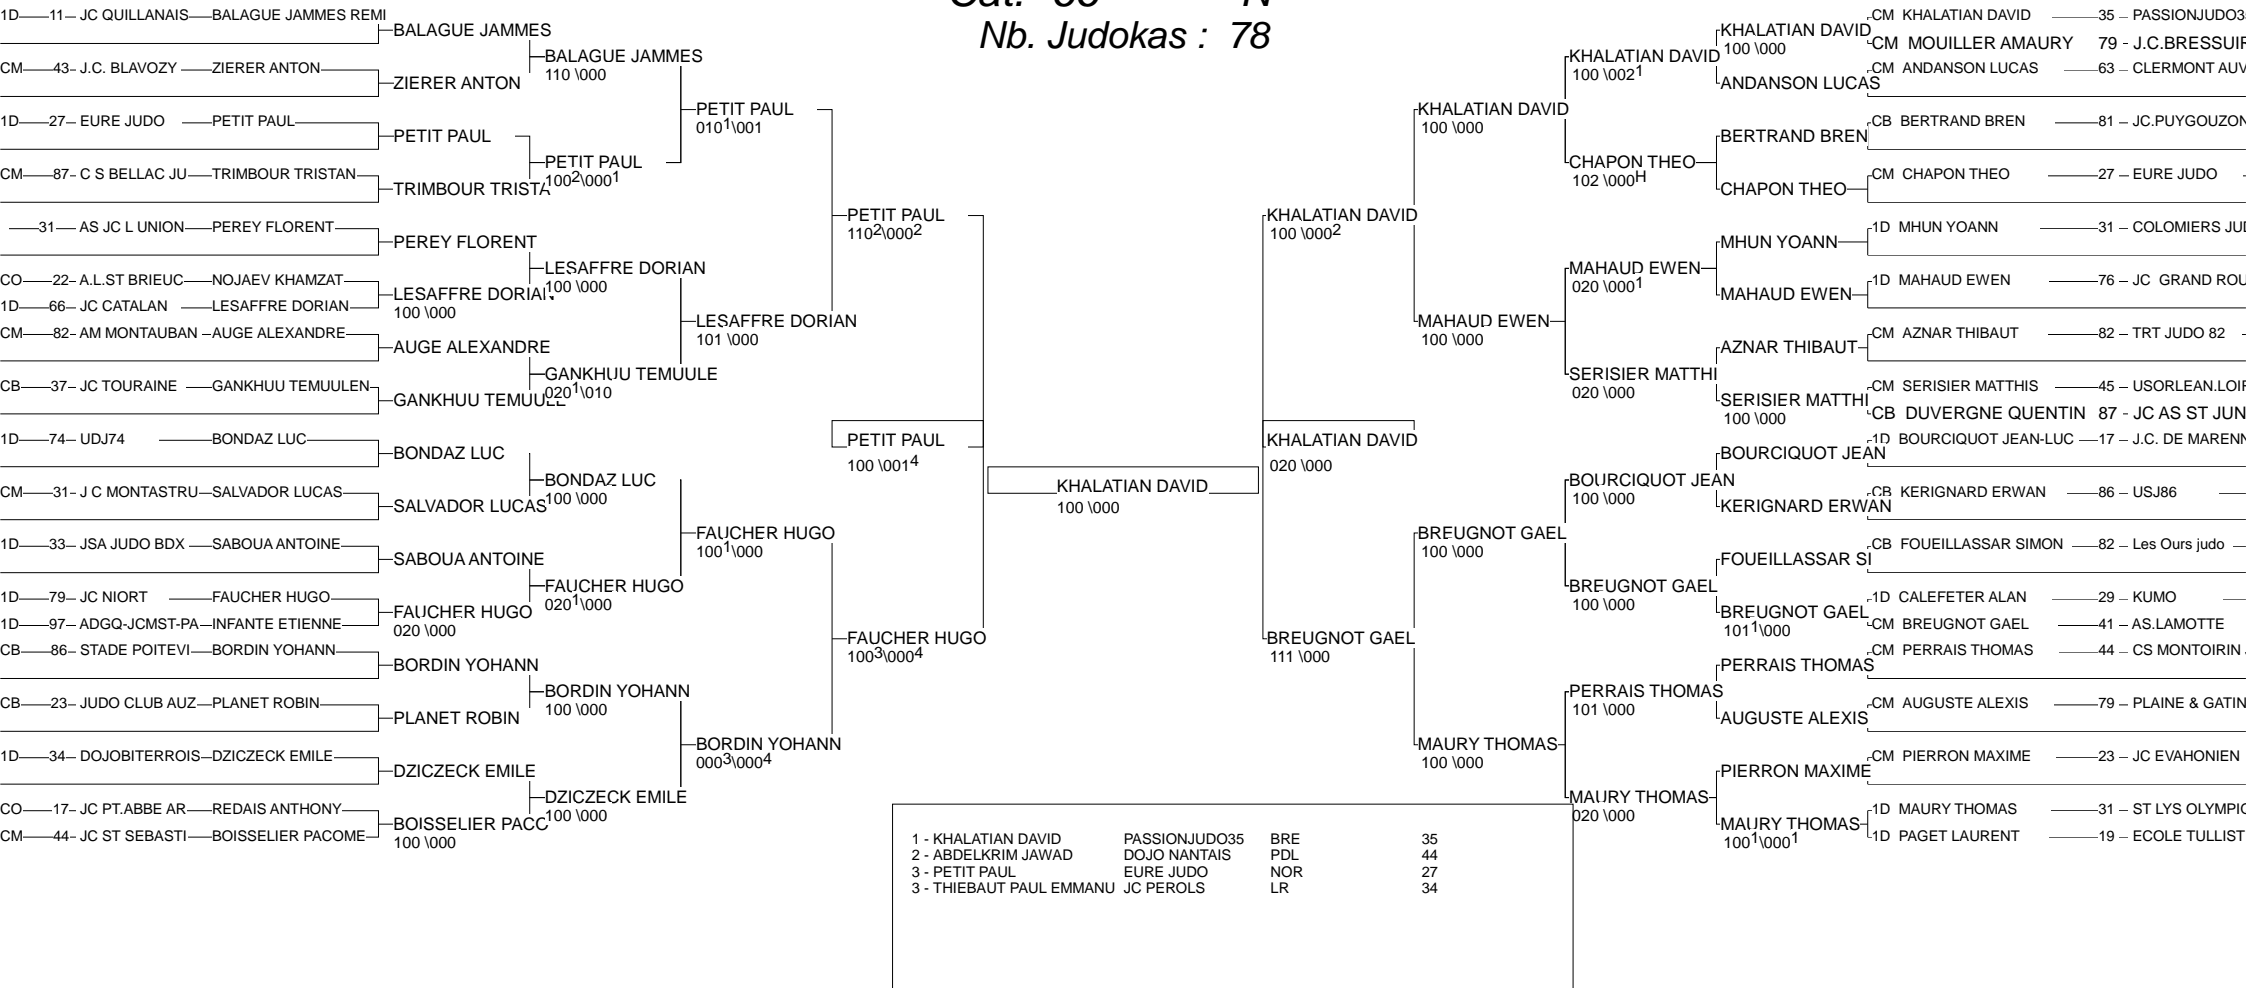 Nb. Judokas : 78
1D 11 JC QUILLANAIS BALAGUE JAMMES REMI
CM 43 J.C. BLAVOZY ZIERER ANTON
1D 27 EURE JUDO PETIT PAUL
CM 87 C S BELLAC JU TRIMBOUR TRISTAN
31 AS JC L UNION PEREY FLORENT
CO 22 A.L.ST BRIEUC NOJAEV KHAMZAT
1D 66 JC CATALAN LESAFFRE DORIAN
CM 82 AM MONTAUBAN AUGE ALEXANDRE
CB 37 JC TOURAINE GANKHUU TEMUULEN
1D 74 UDJ74 BONDAZ LUC
CM 31 J C MONTASTRU SALVADOR LUCAS
1D 33 JSA JUDO BDX SABOUA ANTOINE
1D 79 JC NIORT FAUCHER HUGO
1D 97 ADGQ-JCMST-PA INFANTE ETIENNE
CB 86 STADE POITEVI BORDIN YOHANN
CB 23 JUDO CLUB AUZ PLANET ROBIN
1D 34 DOJOBITERROIS DZICZECK EMILE
CO 17 JC PT.ABBE AR REDAIS ANTHONY
CM 44 JC ST SEBASTI BOISSELIER PACOME
BALAGUE JAMMES
ZIERER ANTON
PETIT PAUL
TRIMBOUR TRISTA
PEREY FLORENT
LESAFFRE DORIAN
100 \000
AUGE ALEXANDRE
GANKHUU TEMUULE
BONDAZ LUC
SALVADOR LUCAS
SABOUA ANTOINE
FAUCHER HUGO
020 \000
BORDIN YOHANN
PLANET ROBIN
DZICZECK EMILE
BOISSELIER PACO
100 \000
BALAGUE JAMMES
110 \000
PETIT PAUL
100²\000¹
LESAFFRE DORIAN
100 \000
GANKHUU TEMUULE
020¹\010
BONDAZ LUC
100 \000
FAUCHER HUGO
020¹\000
BORDIN YOHANN
100 \000
DZICZECK EMILE
100 \000
PETIT PAUL
010¹\001
LESAFFRE DORIAN
101 \000
FAUCHER HUGO
100¹\000
BORDIN YOHANN
000³\000⁴
PETIT PAUL
110²\000²
FAUCHER HUGO
100³\000⁴
PETIT PAUL
100 \001⁴
KHALATIAN DAVID
100 \000
KHALATIAN DAVID
020 \000
KHALATIAN DAVID
100 \000²
BREUGNOT GAEL
111 \000
KHALATIAN DAVID
100 \000
MAHAUD EWEN
100 \000
BREUGNOT GAEL
100 \000
MAURY THOMAS
100 \000
KHALATIAN DAVID
100 \002¹
CHAPON THEO
102 \000ᴴ
MAHAUD EWEN
020 \000¹
SERISIER MATTHI
020 \000
BOURCIQUOT JEAN
100 \000
BREUGNOT GAEL
100 \000
PERRAIS THOMAS
101 \000
MAURY THOMAS
020 \000
KHALATIAN DAVID
100 \000
ANDANSON LUCAS
BERTRAND BREN
CHAPON THEO
MHUN YOANN
MAHAUD EWEN
AZNAR THIBAUT
SERISIER MATTHI
100 \000
BOURCIQUOT JEAN
KERIGNARD ERWAN
FOUEILLASSAR SI
BREUGNOT GAEL
101¹\000
PERRAIS THOMAS
AUGUSTE ALEXIS
PIERRON MAXIME
MAURY THOMAS
100¹\000¹
CM KHALATIAN DAVID 35 – PASSIONJUDO3
CM MOUILLER AMAURY 79 - J.C.BRESSUIR
CM ANDANSON LUCAS 63 – CLERMONT AUV
CB BERTRAND BREN 81 – JC.PUYGOUZON
CM CHAPON THEO 27 – EURE JUDO
1D MHUN YOANN 31 – COLOMIERS JUD
1D MAHAUD EWEN 76 – JC GRAND ROU
CM AZNAR THIBAUT 82 – TRT JUDO 82
CM SERISIER MATTHIS 45 – USORLEAN.LOIR
CB DUVERGNE QUENTIN 87 - JC AS ST JUN
1D BOURCIQUOT JEAN-LUC 17 – J.C. DE MARENN
CB KERIGNARD ERWAN 86 – USJ86
CB FOUEILLASSAR SIMON 82 – Les Ours judo
1D CALEFETER ALAN 29 – KUMO
CM BREUGNOT GAEL 41 – AS.LAMOTTE
CM PERRAIS THOMAS 44 – CS MONTOIRIN
CM AUGUSTE ALEXIS 79 – PLAINE & GATIN
CM PIERRON MAXIME 23 – JC EVAHONIEN
1D MAURY THOMAS 31 – ST LYS OLYMPIQ
1D PAGET LAURENT 19 – ECOLE TULLIST
1 - KHALATIAN DAVID PASSIONJUDO35 BRE 35
2 - ABDELKRIM JAWAD DOJO NANTAIS PDL 44
3 - PETIT PAUL EURE JUDO NOR 27
3 - THIEBAUT PAUL EMMANU JC PEROLS LR 34